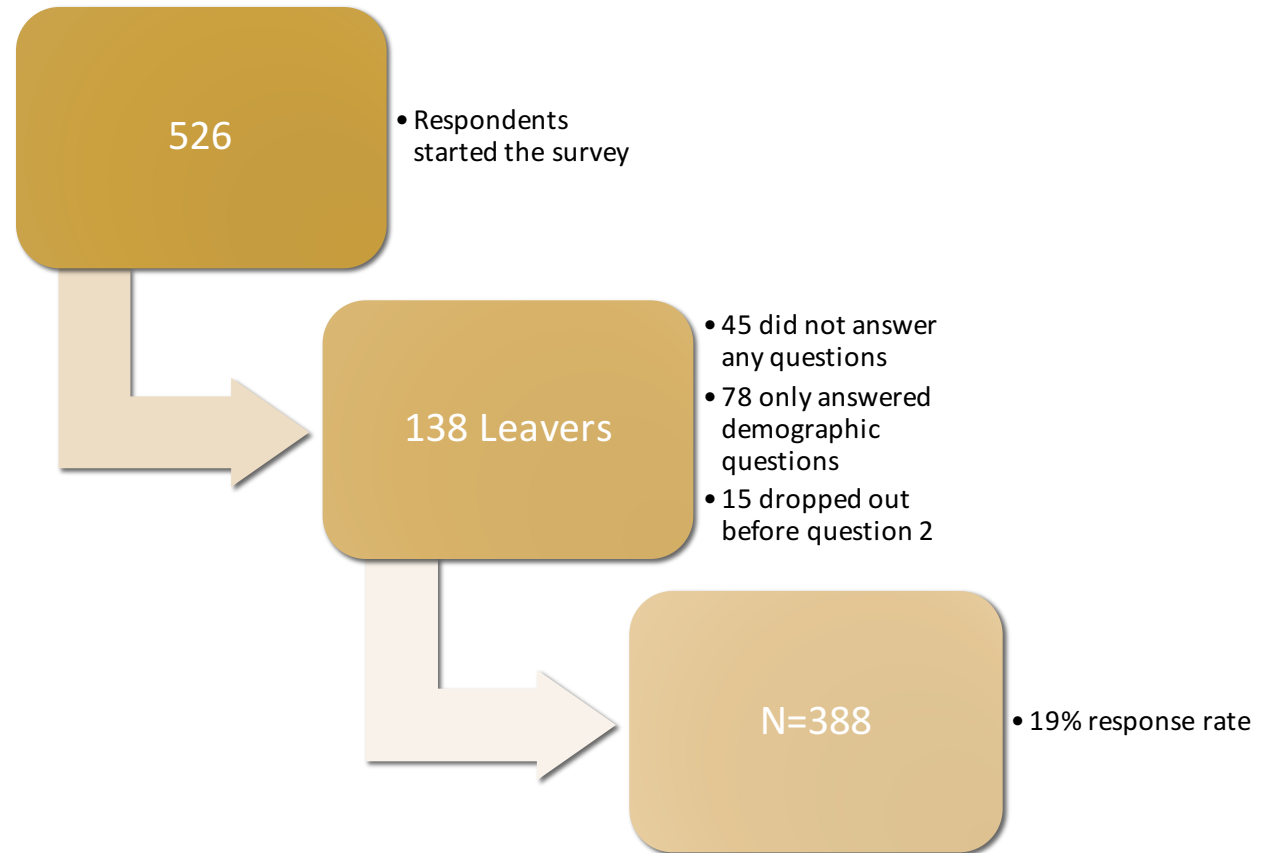 526
• Respondents
started the survey
138 Leavers
• 45 did not answer
any questions
• 78 only answered
demographic
questions
• 15 dropped out
before question 2
N=388
• 19% response rate